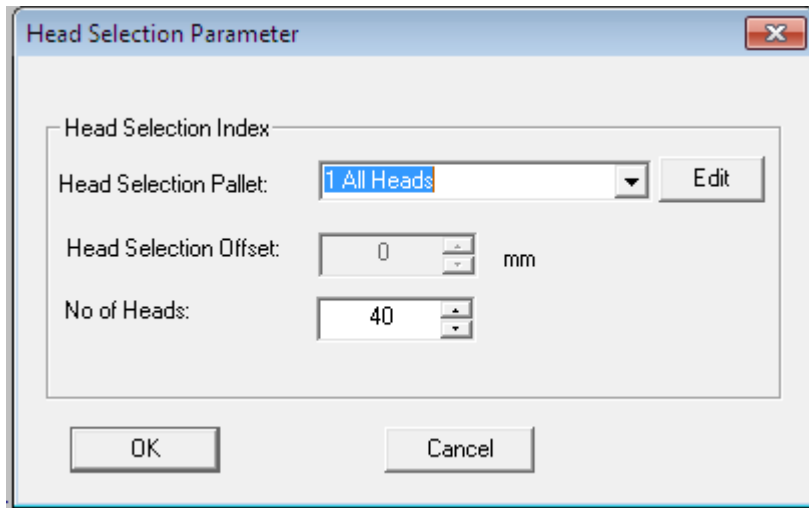 Head Selection Parameter
Head Selection Index
Head Selection Pallet: 1 All Heads Edit
Head Selection Offset: 0 mm
No of Heads: 40
OK Cancel